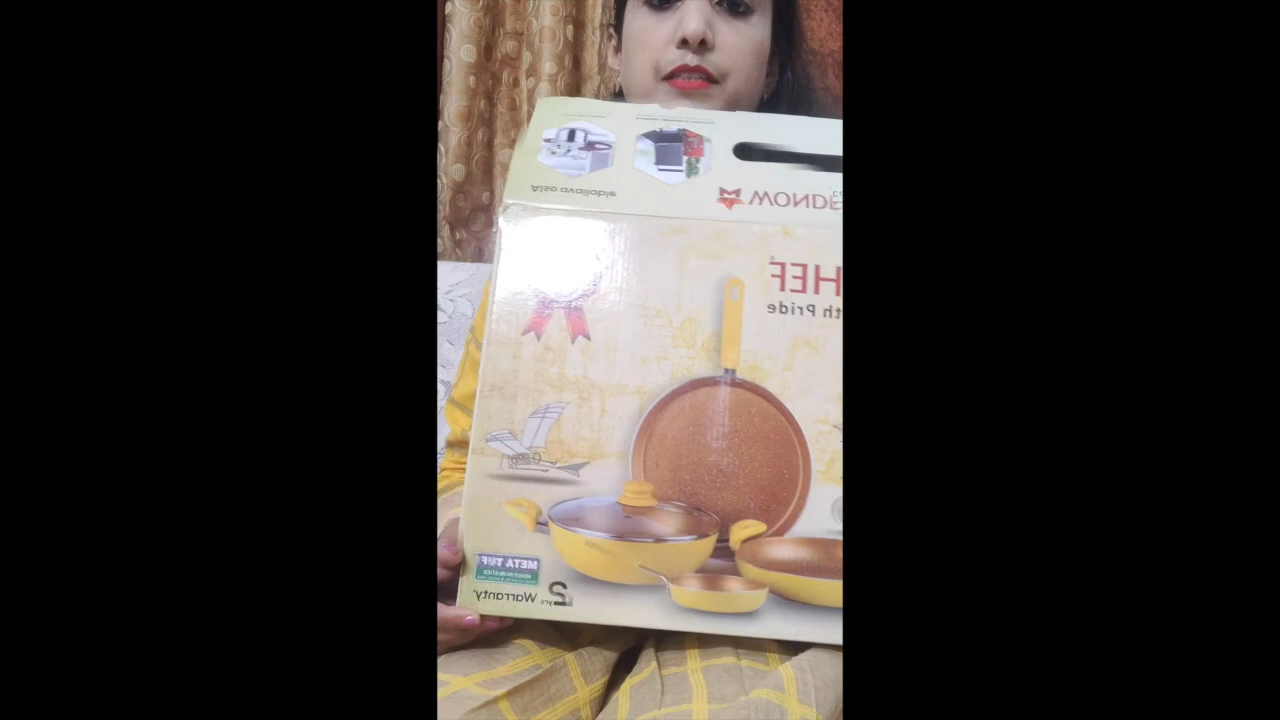 Also available
WONDE
HEF
th Pride
META TUF
2 yrs
Warranty*